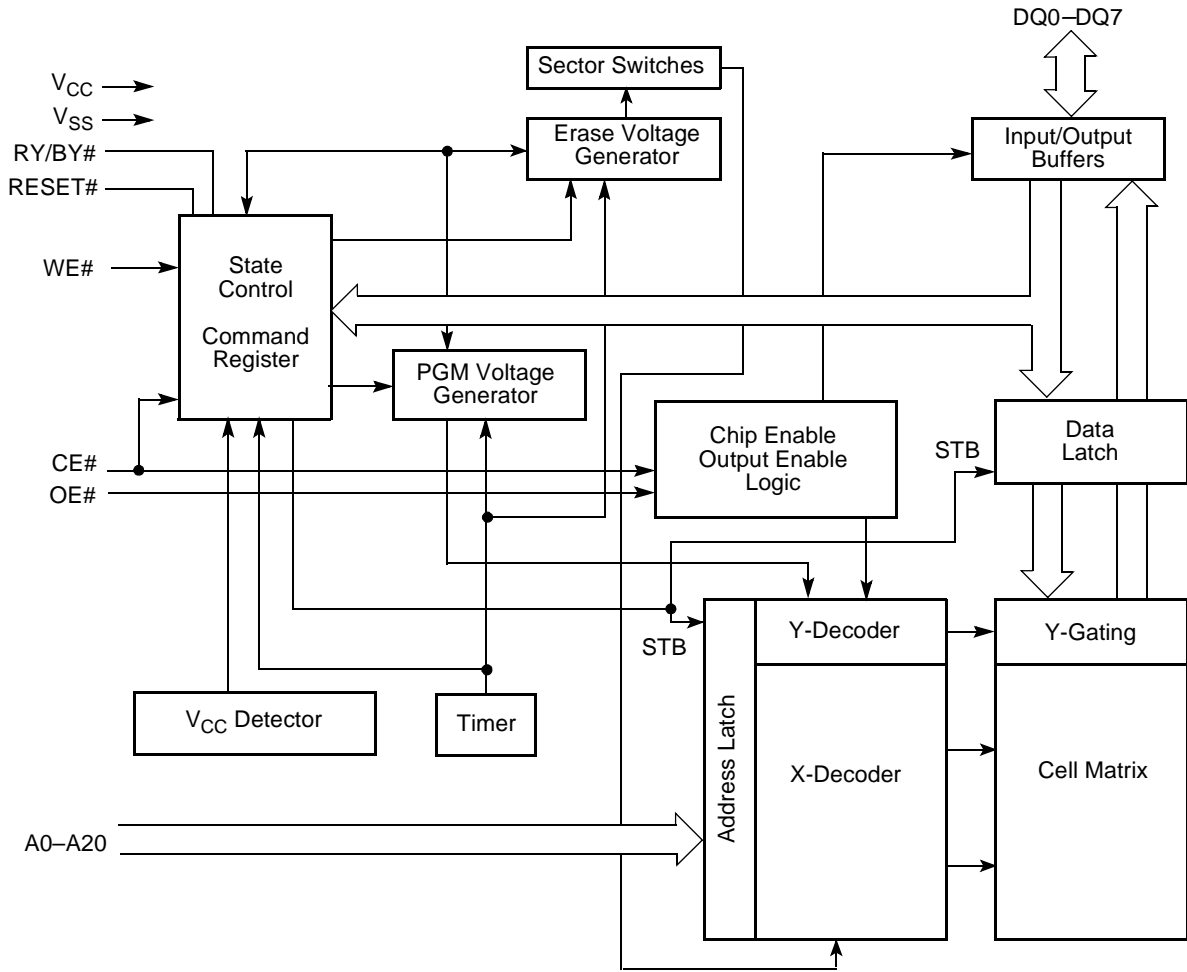 DQ0–DQ7
Sector Switches
VCC
VSS
RY/BY#
RESET#
Erase Voltage
Generator
Input/Output
Buffers
WE#
State
Control
Command
Register
PGM Voltage
Generator
Chip Enable
Output Enable
Logic
STB
Data
Latch
CE#
OE#
STB
Y-Decoder
Y-Gating
VCC Detector
Timer
Address Latch
X-Decoder
Cell Matrix
A0–A20